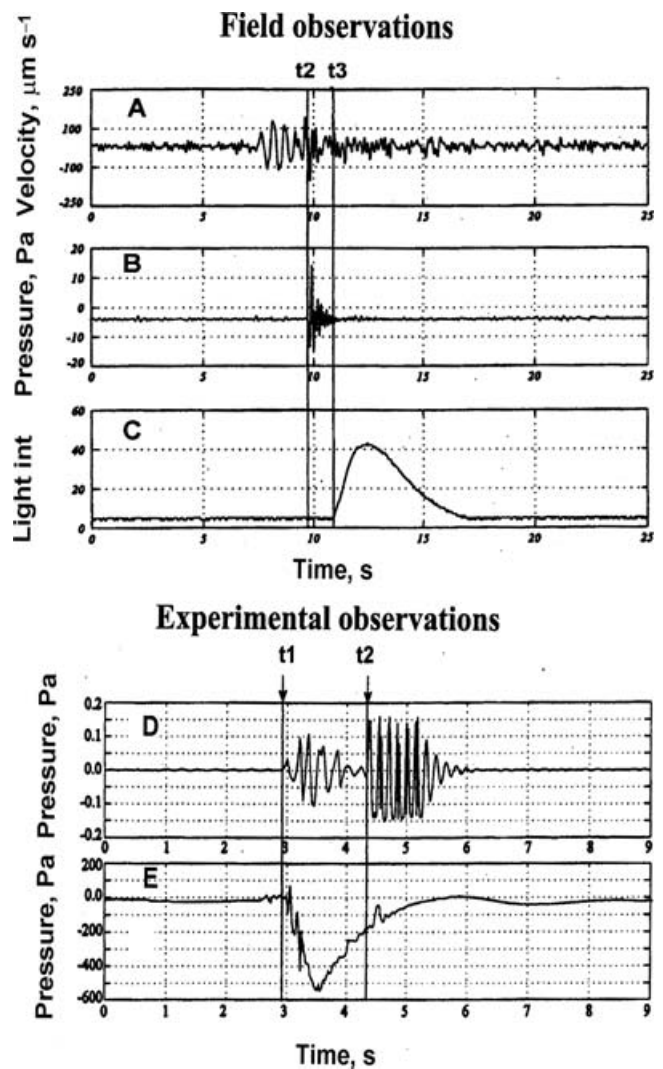 Field observations
t2 t3
Velocity, μm s⁻¹
A
250
100
-100
-250
0 5 10 15 20 25
Pressure, Pa
B
20
10
0
-10
-20
0 5 10 15 20 25
Light int
C
60
40
20
0
0 5 10 15 20 25
Time, s
Experimental observations
t1 t2
Pressure, Pa
D
0.2
0.1
0.0
-0.1
-0.2
0 1 2 3 4 5 6 7 8 9
Pressure, Pa
E
200
0.0
-200
-400
-600
0 1 2 3 4 5 6 7 8 9
Time, s